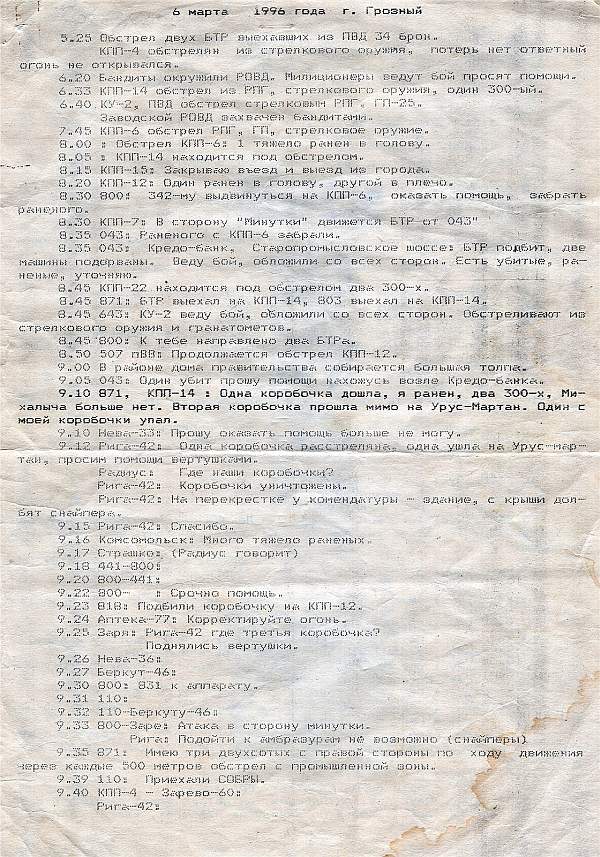 6 марта 1996 года г. Грозный
5.25 Обстрел двух БТР выехавших из ПВД 34 брон.
КПП-4 обстрелян из стрелкового оружия, потерь нет ответный
огонь не открывался.
6.20 Бандиты окружили РОВД. Милиционеры ведут бой просят помощи.
6.33 КПП-14 обстрел из РПГ, стрелкового оружия, один 300-ый.
6.40 КУ-2, ПВД обстрел стрелковым РПГ, ГП-25.
Заводской РОВД захвачен бандитами.
7.45 КПП-6 обстрел РПГ, ГП, стрелковое оружие.
8.00 : Обстрел КПП-6: 1 тяжело ранен в голову.
8.05 : КПП-14 находится под обстрелом.
8.15 КПП-15: Закрываю въезд и выезд из города.
8.20 КПП-12: Один ранен в голову, другой в плечо.
8.30 800: 342-му выдвинуться на КПП-6, оказать помощь, забрать
раненого.
8.30 КПП-7: В сторону "Минутки" движется БТР от 043"
8.35 043: Раненого с КПП-6 забрали.
8.35 043: Кредо-банк, Старопромысловское шоссе: БТР подбит, две
машины подорваны. Веду бой, обложили со всех сторон. Есть убитые, ра-
неные, уточняю.
8.45 КПП-22 находится под обстрелом два 300-х.
8.45 871: БТР выехал на КПП-14, 803 выехал на КПП-14.
8.45 643: КУ-2 веду бой, обложили со всех сторон. Обстреливают из
стрелкового оружия и гранатометов.
8.45 800: К тебе направлено два БТРа.
8.50 507 пВВ: Продолжается обстрел КПП-12.
9.00 В районе дома правительства собирается большая толпа.
9.05 043: Один убит прошу помощи нахожусь возле Кредо-банка.
9.10 871, КПП-14 : Одна коробочка дошла, я ранен, два 300-х, Ми-
халыча больше нет. Вторая коробочка прошла мимо на Урус-Мартан. Один с
моей коробочки упал.
9.10 Нева-33: Прошу оказать помощь больше не могу.
9.12 Рига-42: Одна коробочка расстреляна, одна ушла на Урус-мар-
тан, просим помощи вертушками.
Радиус: Где наши коробочки?
Рига-42: Коробочки уничтожены.
Рига-42: На перекрестке у комендатуры - здание, с крыши дол-
бят снайпера.
9.15 Рига-42: Спасибо.
9.16 Комсомольск: Много тяжело раненых.
9.17 Страшко: (Радиус говорит)
9.18 441-800:
9.20 800-441:
9.22 800- : Срочно помощь.
9.23 818: Подбили коробочку на КПП-12.
9.24 Аптека-77: Корректируйте огонь.
9.25 Заря: Рига-42 где третья коробочка?
Поднялись вертушки.
9.26 Нева-36:
9.27 Беркут-46:
9.30 800: 831 к аппарату.
9.31 110:
9.32 110-Беркуту-46:
9.33 800-Заре: Атака в сторону минутки.
Рига: Подойти к амбразурам не возможно (снайперы)
9.35 871: Имею три двухсотых с правой стороны по ходу движения
через каждые 500 метров обстрел с промышленной зоны.
9.39 110: Приехали СОБРы.
9.40 КПП-4 - Зарево-60:
Рига-42: